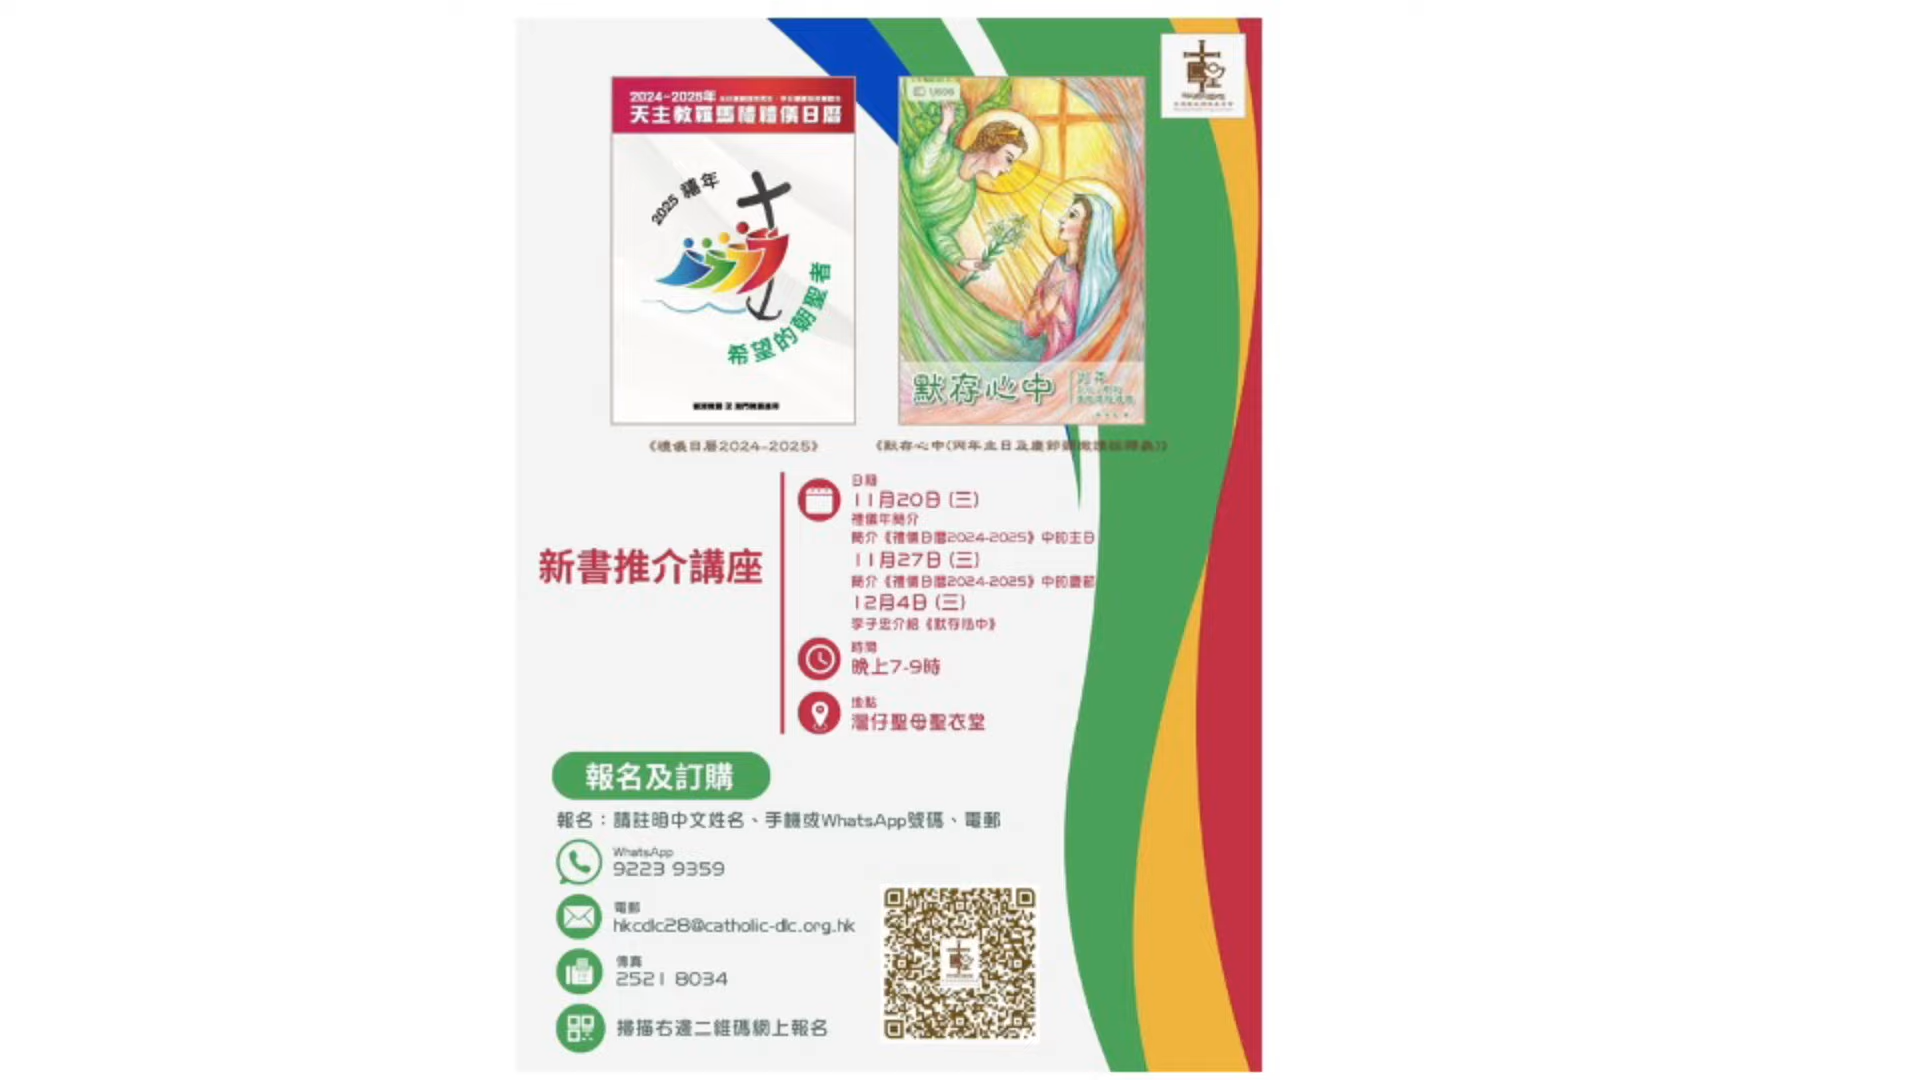 2024-2025年
天主教羅馬禮禮儀日曆
2025 禧年
希望的朝聖者
默存心中
《禮儀日曆2024-2025》
新書推介講座
日期
11月20日 (三)
禮儀年簡介
簡介《禮儀日曆2024-2025》中的主日
11月27日 (三)
簡介《禮儀日曆2024-2025》中的慶節
12月4日 (三)
李子忠介紹《默存心中》
時間
晚上7-9時
地點
灣仔聖母聖衣堂
報名及訂購
報名：請註明中文姓名、手機或WhatsApp號碼、電郵
WhatsApp
9223 9359
電郵
hkcdlc28@catholic-dlc.org.hk
傳真
2521 8034
掃描右邊二維碼網上報名